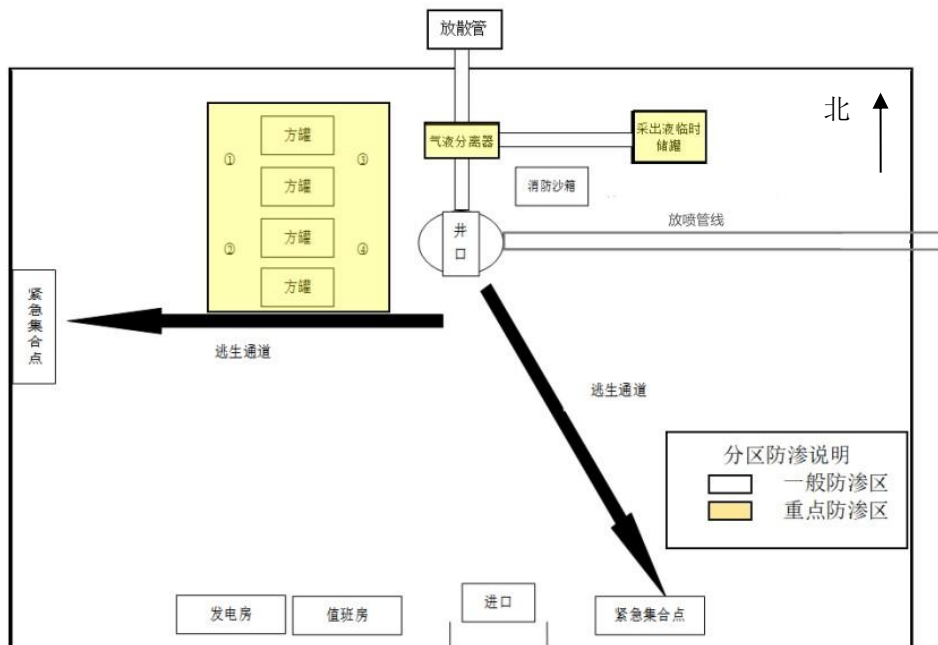 放散管
北
方罐
气液分离器
采出液临时
储罐
①
③
方罐
消防沙箱
放喷管线
井口
方罐
②
④
方罐
紧急集合点
逃生通道
逃生通道
分区防渗说明
一般防渗区
重点防渗区
发电房
值班房
进口
紧急集合点